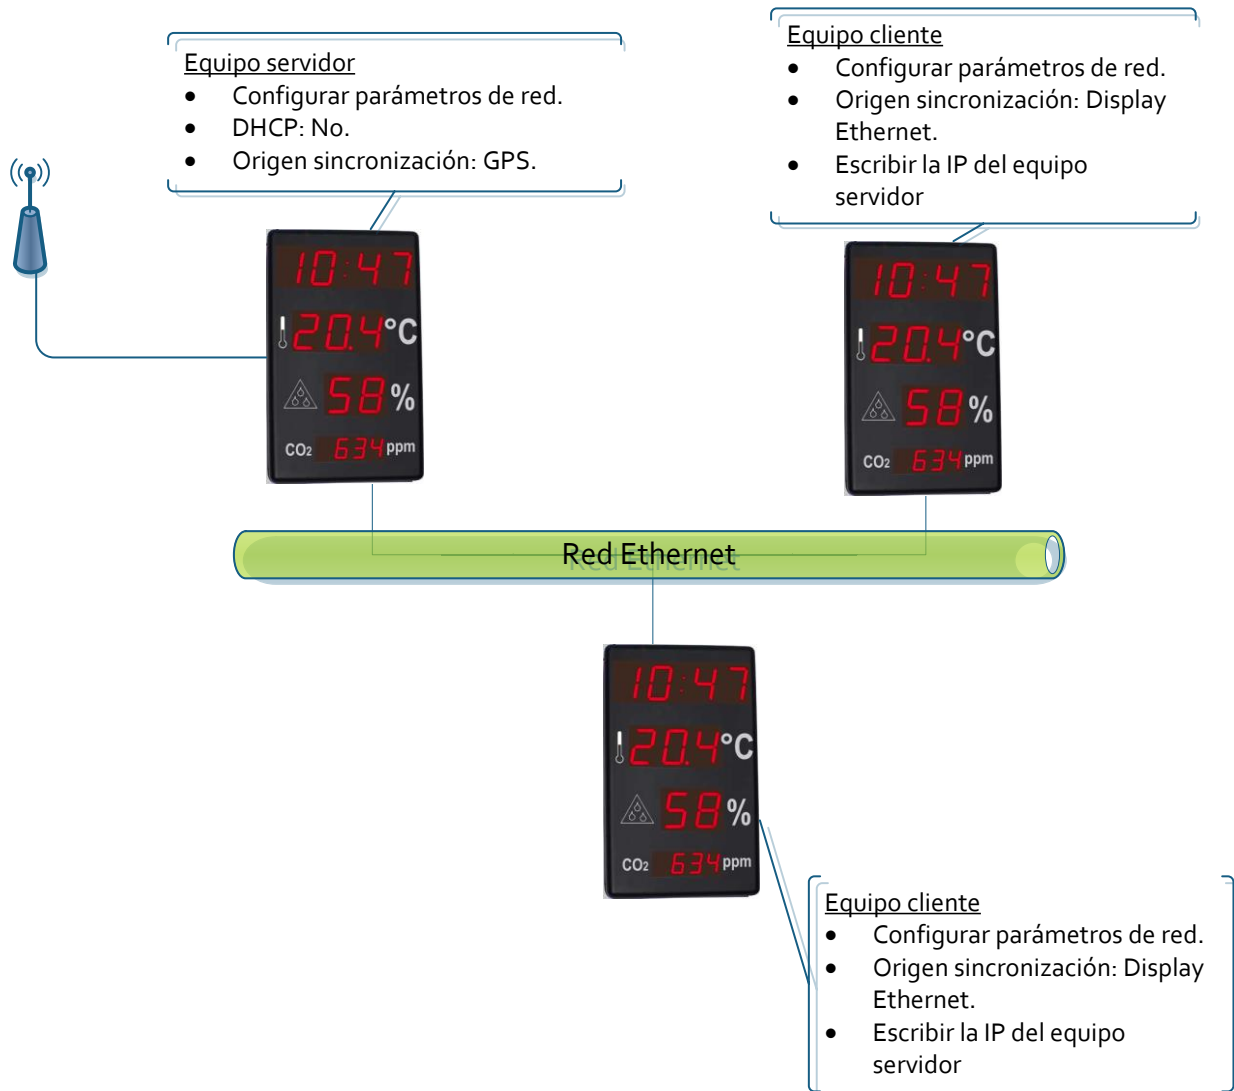 Equipo servidor
• Configurar parámetros de red.
• DHCP: No.
• Origen sincronización: GPS.
Equipo cliente
• Configurar parámetros de red.
• Origen sincronización: Display
Ethernet.
• Escribir la IP del equipo
servidor
10:47
20.4°C
58%
CO2 634 ppm
10:47
20.4°C
58%
CO2 634 ppm
Red Ethernet
10:47
20.4°C
58%
CO2 634 ppm
Equipo cliente
• Configurar parámetros de red.
• Origen sincronización: Display
Ethernet.
• Escribir la IP del equipo
servidor